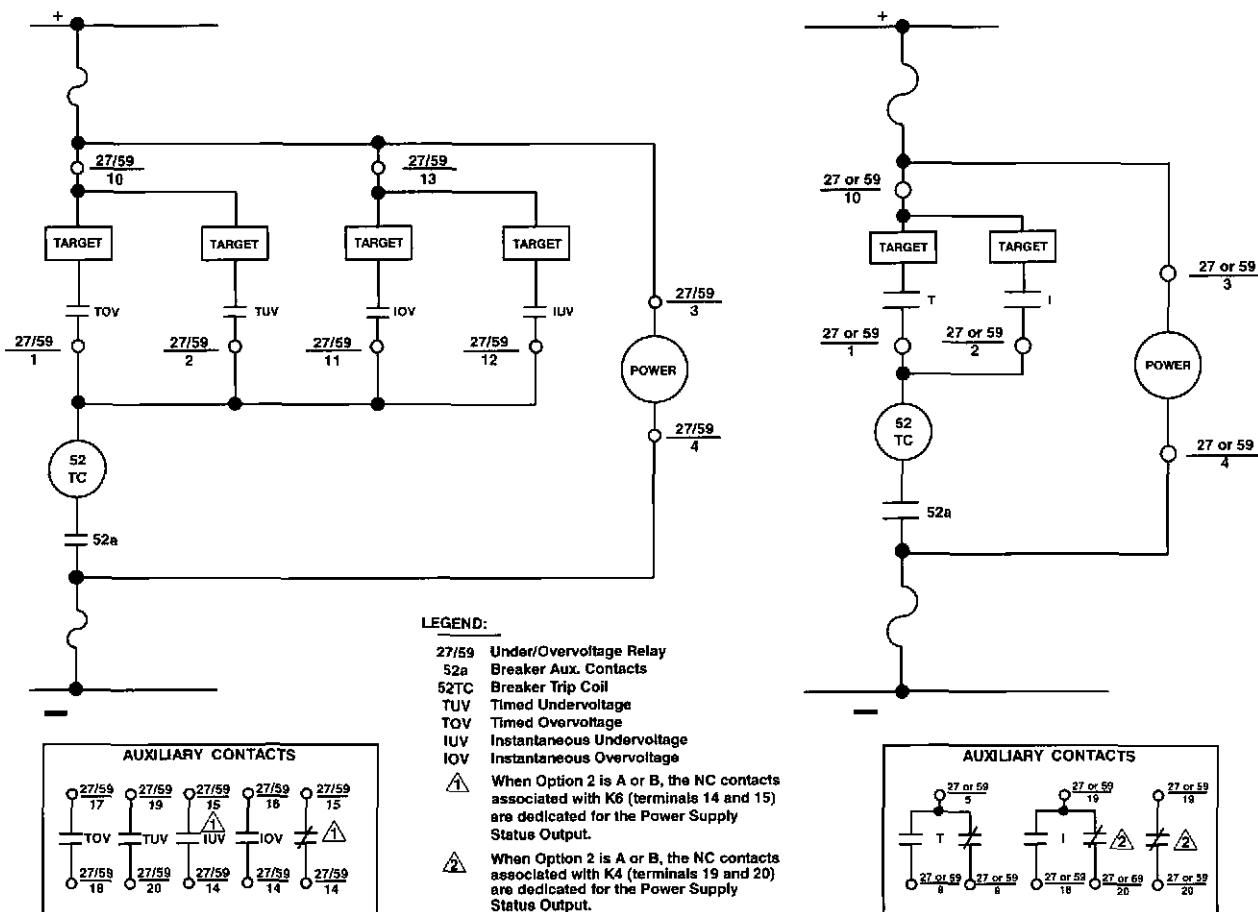 +
27/59
10
27/59
13
TARGET
TARGET
TARGET
TARGET
TOV
TUV
IOV
IUV
27/59
1
27/59
2
27/59
11
27/59
12
27/59
3
POWER
27/59
4
52
TC
52a
−
+
27 or 59
10
TARGET
TARGET
T
I
27 or 59
1
27 or 59
2
27 or 59
3
POWER
27 or 59
4
52
TC
52a
−
LEGEND:
27/59 Under/Overvoltage Relay
52a Breaker Aux. Contacts
52TC Breaker Trip Coil
TUV Timed Undervoltage
TOV Timed Overvoltage
IUV Instantaneous Undervoltage
IOV Instantaneous Overvoltage
1 When Option 2 is A or B, the NC contacts
associated with K6 (terminals 14 and 15)
are dedicated for the Power Supply
Status Output.
2 When Option 2 is A or B, the NC contacts
associated with K4 (terminals 19 and 20)
are dedicated for the Power Supply
Status Output.
AUXILIARY CONTACTS
27/59 27/59 27/59 27/59 27/59
17 19 15 16 15
TOV TUV IUV 1 IOV 1
27/59 27/59 27/59 27/59 27/59
18 20 14 14 14
AUXILIARY CONTACTS
27 or 59 27 or 59 27 or 59
5 19 19
T I 2 2
27 or 59 27 or 59 27 or 59 27 or 59 27 or 59
18 20 20